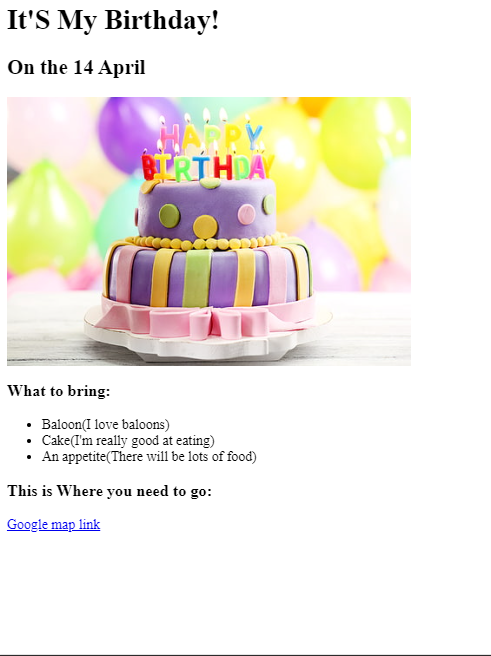 It'S My Birthday!
On the 14 April
HAPPY
BIRTHDAY
What to bring:
Baloon(I love baloons)
Cake(I'm really good at eating)
An appetite(There will be lots of food)
This is Where you need to go:
Google map link